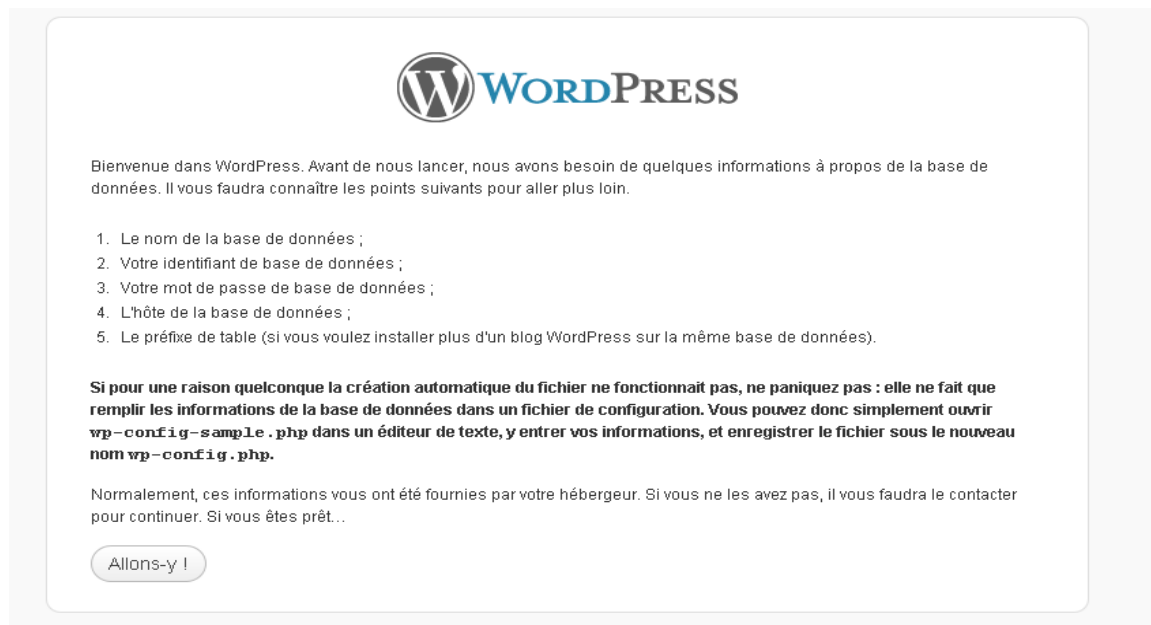 WORDPRESS
Bienvenue dans WordPress. Avant de nous lancer, nous avons besoin de quelques informations à propos de la base de
données. Il vous faudra connaître les points suivants pour aller plus loin.
1. Le nom de la base de données ;
2. Votre identifiant de base de données ;
3. Votre mot de passe de base de données ;
4. L'hôte de la base de données ;
5. Le préfixe de table (si vous voulez installer plus d'un blog WordPress sur la même base de données).
Si pour une raison quelconque la création automatique du fichier ne fonctionnait pas, ne paniquez pas : elle ne fait que
remplir les informations de la base de données dans un fichier de configuration. Vous pouvez donc simplement ouvrir
wp-config-sample.php dans un éditeur de texte, y entrer vos informations, et enregistrer le fichier sous le nouveau
nom wp-config.php.
Normalement, ces informations vous ont été fournies par votre hébergeur. Si vous ne les avez pas, il vous faudra le contacter
pour continuer. Si vous êtes prêt…
Allons-y !